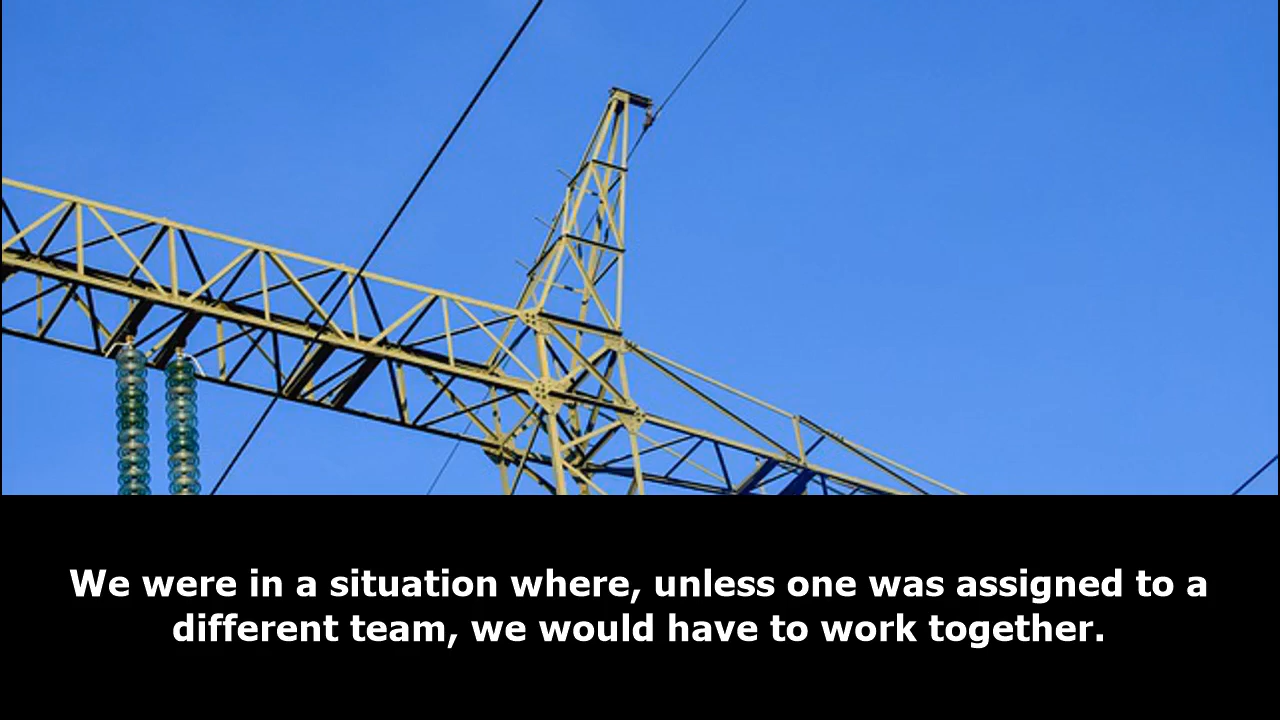 We were in a situation where, unless one was assigned to a
different team, we would have to work together.